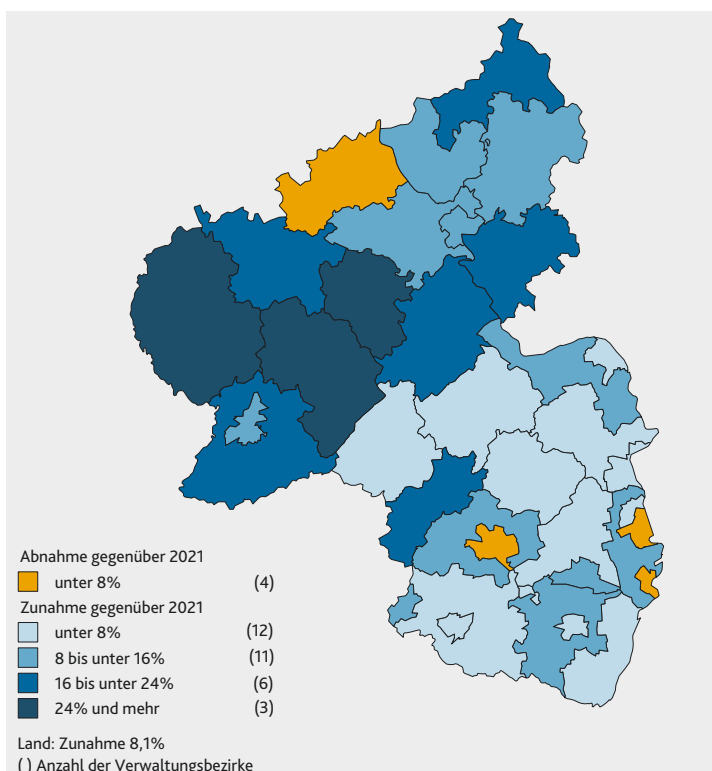 Abnahme gegenüber 2021
unter 8% (4)
Zunahme gegenüber 2021
unter 8% (12)
8 bis unter 16% (11)
16 bis unter 24% (6)
24% und mehr (3)
Land: Zunahme 8,1%
( ) Anzahl der Verwaltungsbezirke